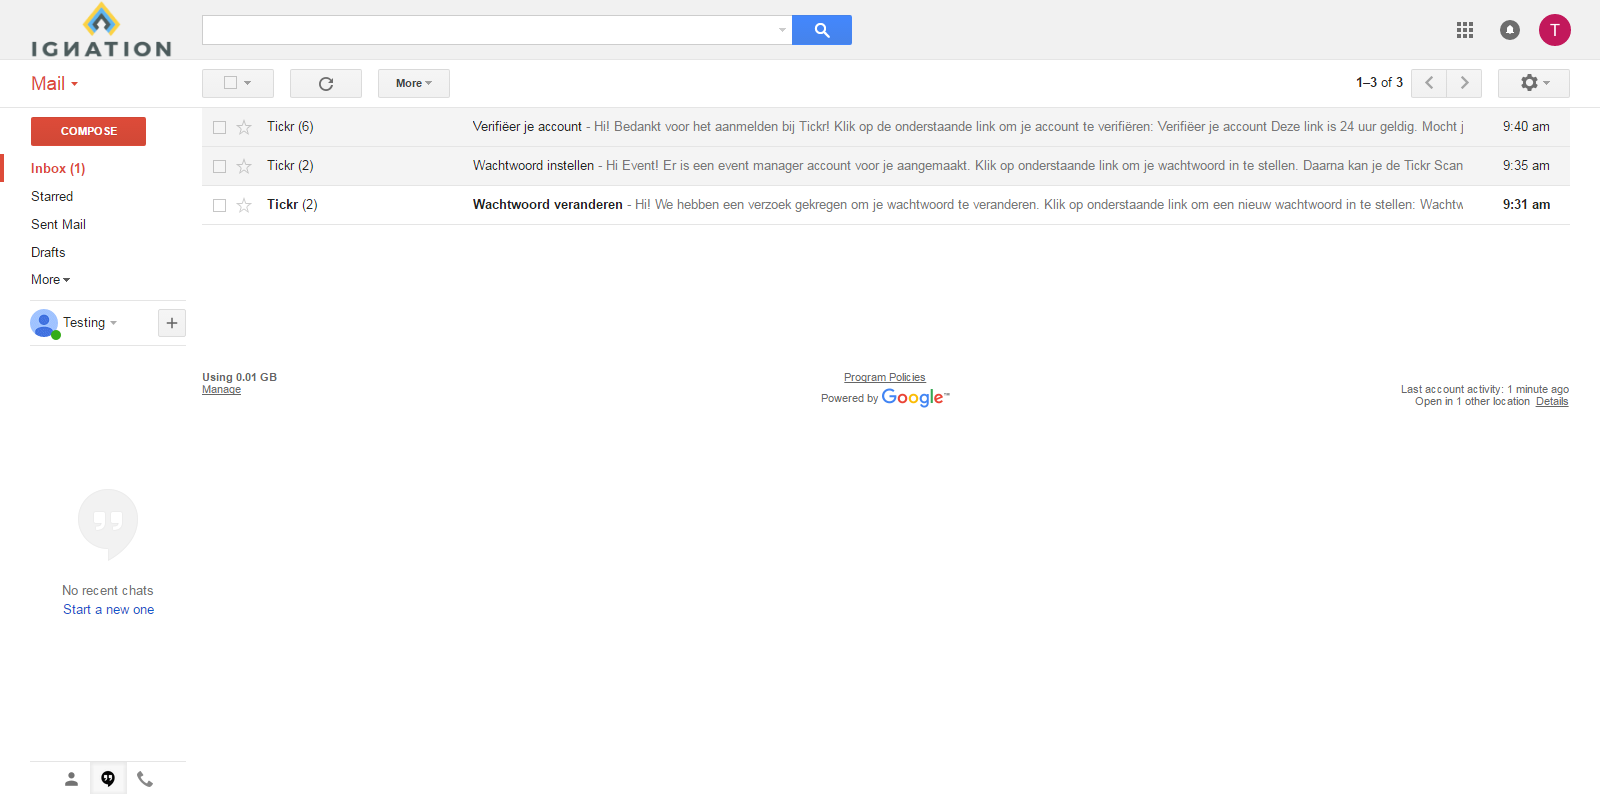 IGNATION
T
Mail
More
1–3 of 3
COMPOSE
Inbox (1)
Starred
Sent Mail
Drafts
More
Testing
Tickr (6) Verifiëer je account - Hi! Bedankt voor het aanmelden bij Tickr! Klik op de onderstaande link om je account te verifiëren: Verifiëer je account Deze link is 24 uur geldig. Mocht j 9:40 am
Tickr (2) Wachtwoord instellen - Hi Event! Er is een event manager account voor je aangemaakt. Klik op onderstaande link om je wachtwoord in te stellen. Daarna kan je de Tickr Scan 9:35 am
Tickr (2) Wachtwoord veranderen - Hi! We hebben een verzoek gekregen om je wachtwoord te veranderen. Klik op onderstaande link om een nieuw wachtwoord in te stellen: Wachtw 9:31 am
Using 0.01 GB
Manage
Program Policies
Powered by Google™
Last account activity: 1 minute ago
Open in 1 other location Details
No recent chats
Start a new one